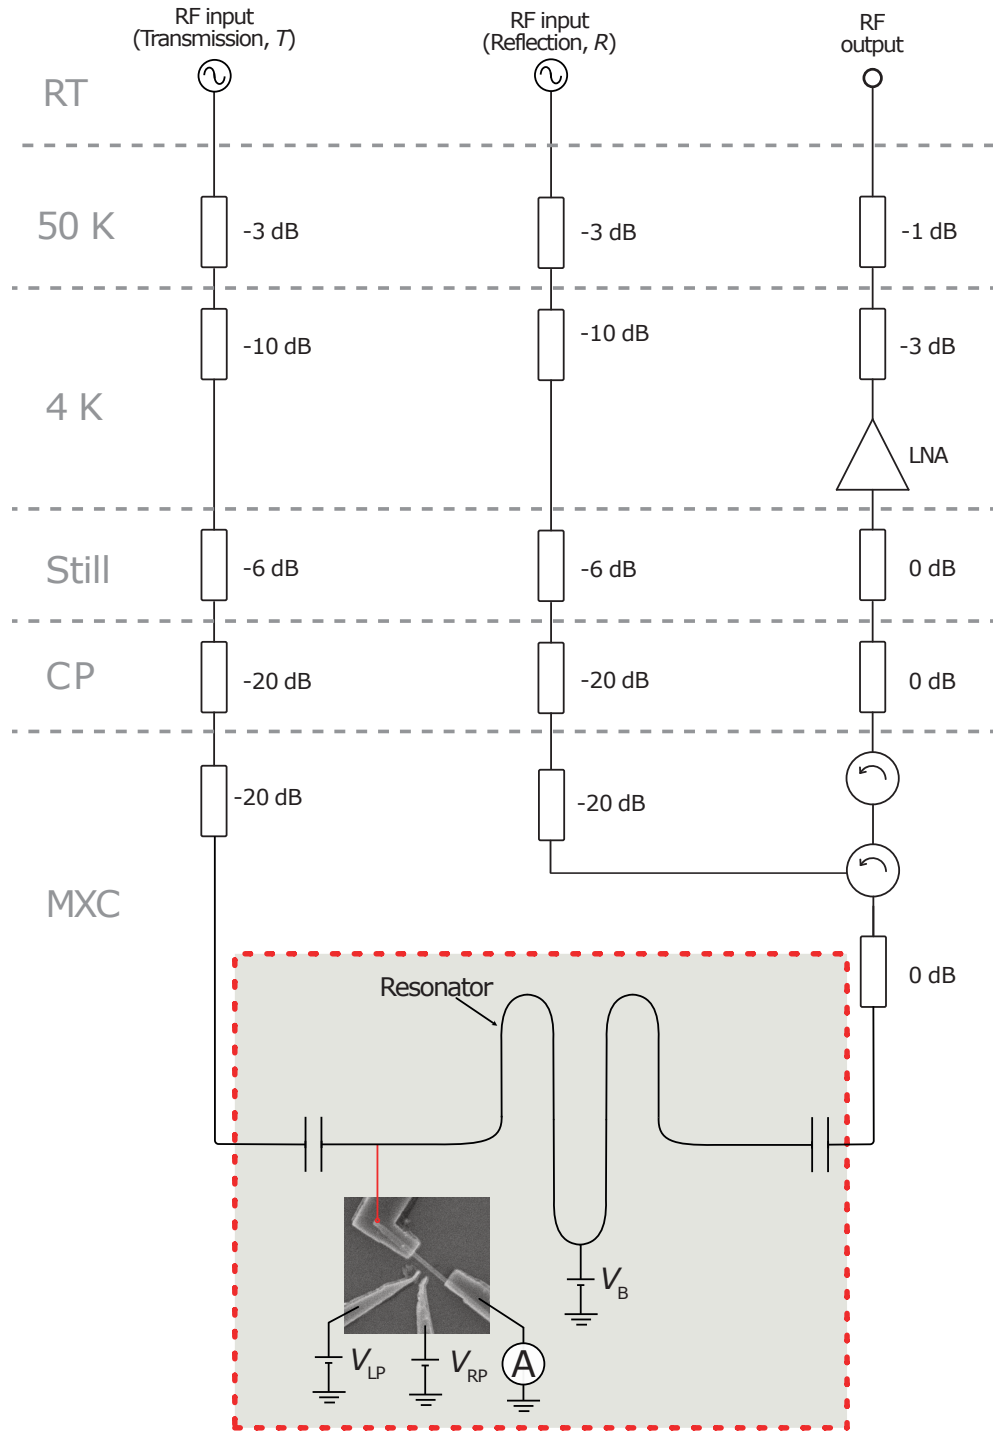 RF input
(Transmission, T)
RF input
(Reflection, R)
RF
output
RT
50 K
-3 dB
-3 dB
-1 dB
4 K
-10 dB
-10 dB
-3 dB
LNA
Still
-6 dB
-6 dB
0 dB
CP
-20 dB
-20 dB
0 dB
MXC
-20 dB
-20 dB
0 dB
Resonator
VB
VLP
VRP
A